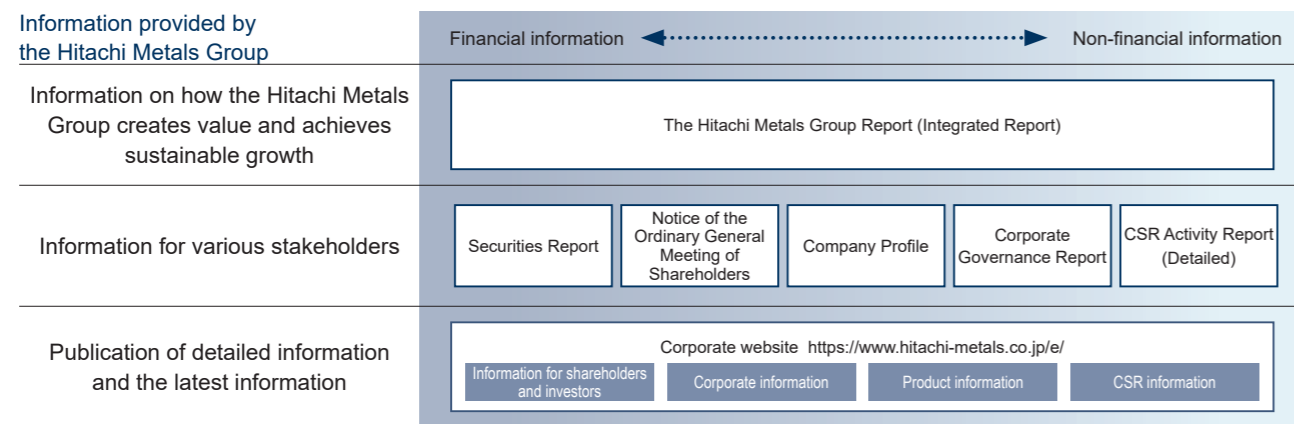 Information provided by
the Hitachi Metals Group
Financial information
Non-financial information
Information on how the Hitachi Metals
Group creates value and achieves
sustainable growth
The Hitachi Metals Group Report (Integrated Report)
Information for various stakeholders
Securities Report
Notice of the
Ordinary General
Meeting of
Shareholders
Company Profile
Corporate
Governance Report
CSR Activity Report
(Detailed)
Publication of detailed information
and the latest information
Corporate website https://www.hitachi-metals.co.jp/e/
Information for shareholders
and investors
Corporate information
Product information
CSR information